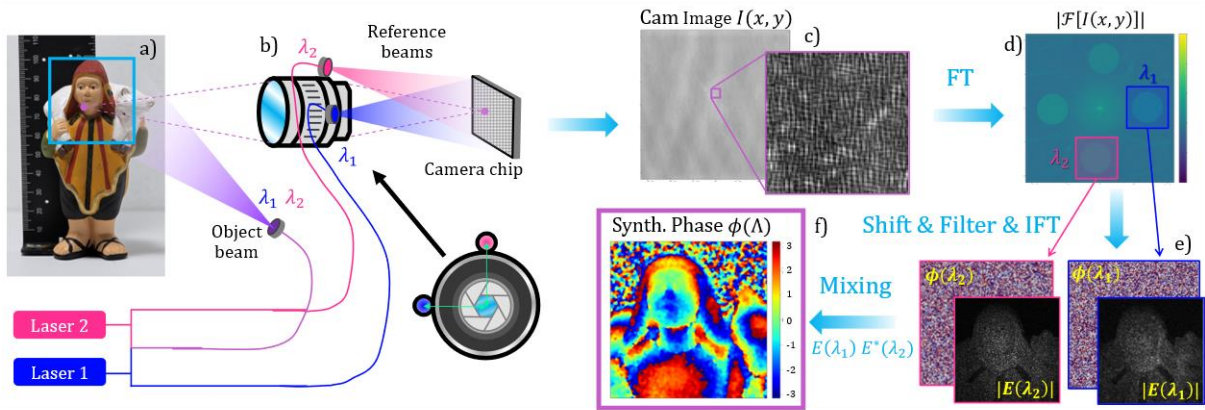 a)
b)
λ₂
Reference
beams
λ₁
Camera chip
λ₁ λ₂
Object
beam
Laser 2
Laser 1
Cam Image I(x, y)
c)
FT
|ℱ[I(x, y)]|
d)
λ₁
λ₂
Shift & Filter & IFT
e)
ϕ(λ₂)
|E(λ₂)|
ϕ(λ₁)
|E(λ₁)|
Mixing
E(λ₁) E*(λ₂)
f)
Synth. Phase ϕ(Λ)
3
2
1
0
-1
-2
-3